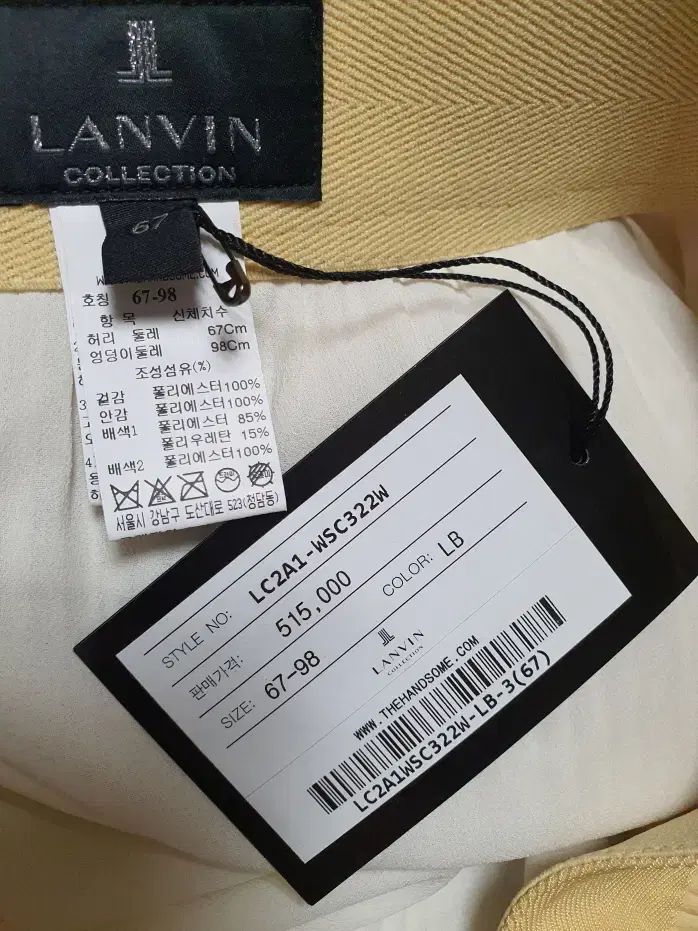 LANVIN
COLLECTION
67
호칭 67-98
항 목 신체치수
허리 둘레 67Cm
엉덩이둘레 98Cm
조성섬유(%)
겉감 폴리에스터100%
안감 폴리에스터100%
배색1 폴리에스터 85%
폴리우레탄 15%
배색2 폴리에스터100%
서울시 강남구 도산대로 523(청담동)
STYLE NO: LC2A1-WSC322W
판매가격: 515,000
COLOR: LB
SIZE: 67-98
LANVIN
COLLECTION
WWW.THEHANDSOME.COM
LC2A1WSC322W-LB-3(67)